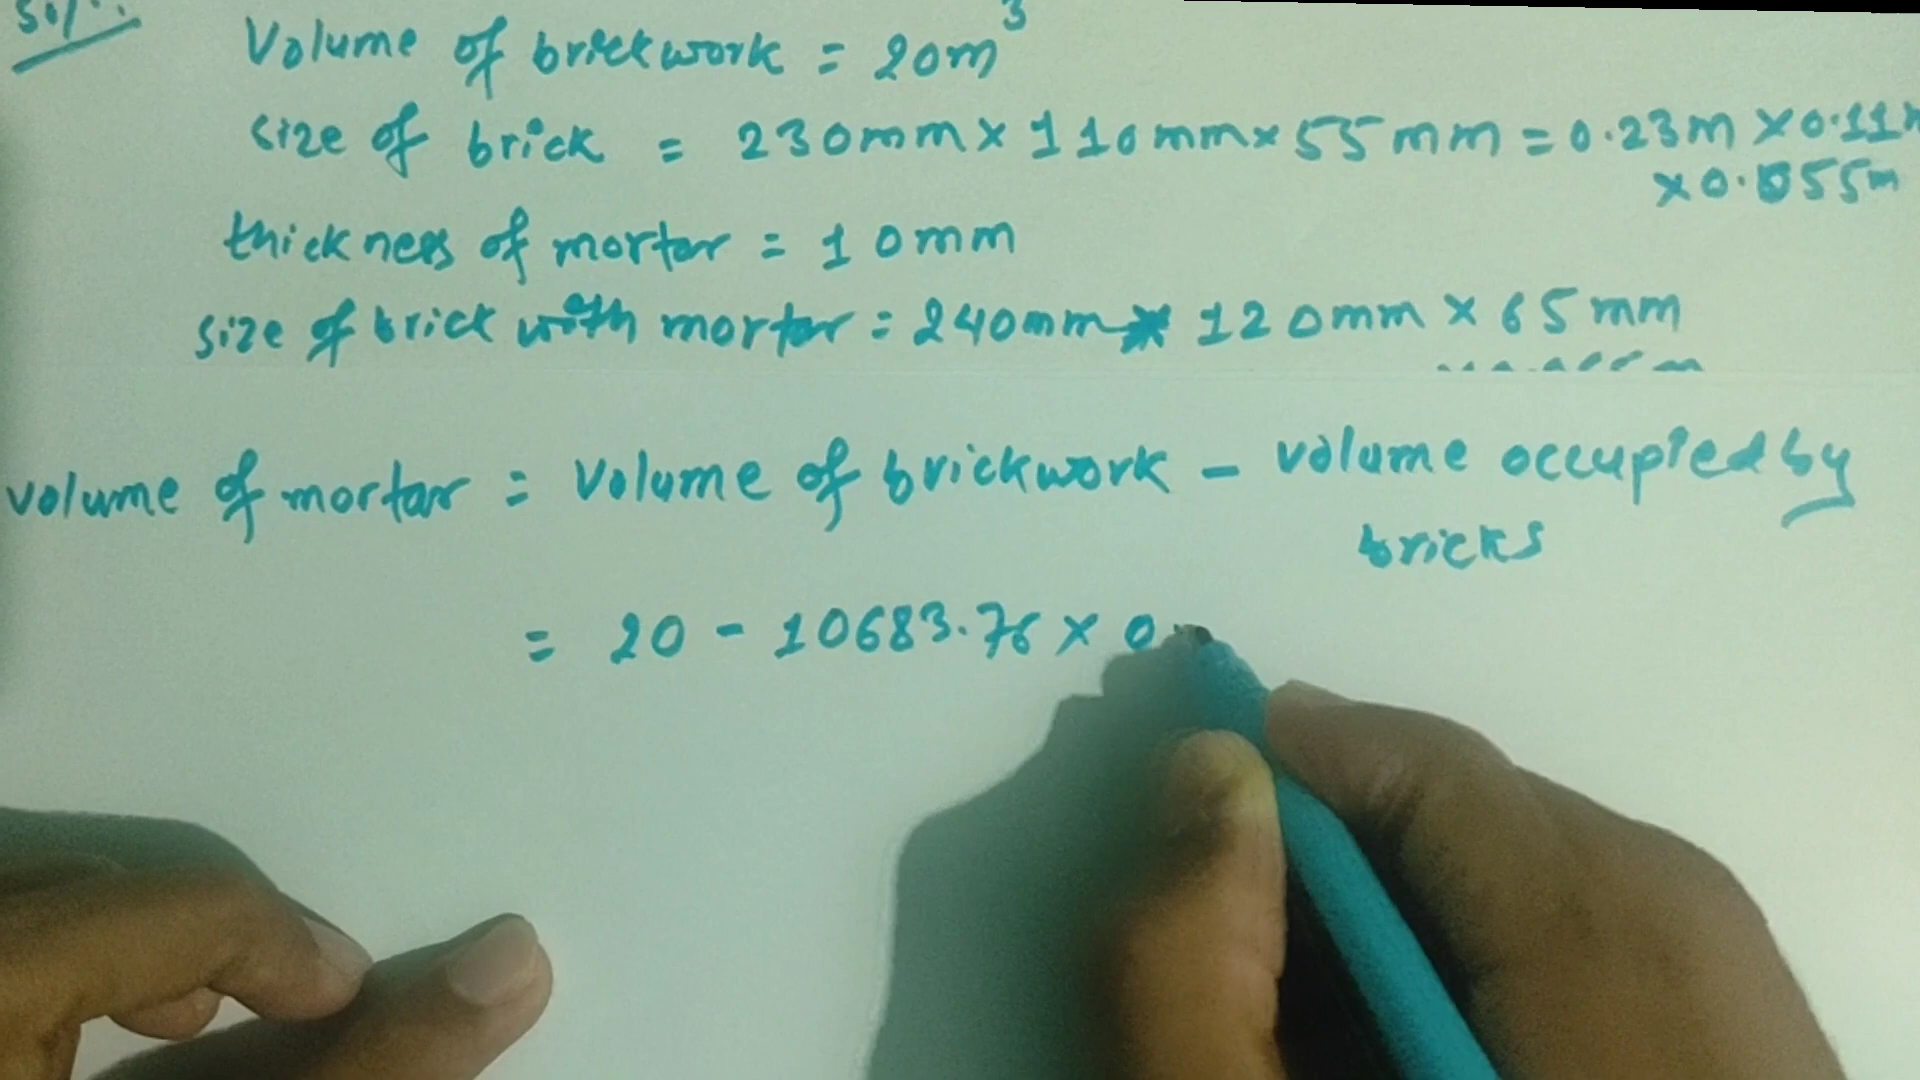 Sol
Volume of brickwork = 20m³
size of brick = 230mm × 110mm × 55mm = 0.23m × 0.11m
× 0.055m
thickness of mortar = 10mm
size of brick with mortar = 240mm × 120mm × 65mm
volume of mortar = volume of brickwork - volume occupied by
bricks
= 20 - 10683.76 × 0.